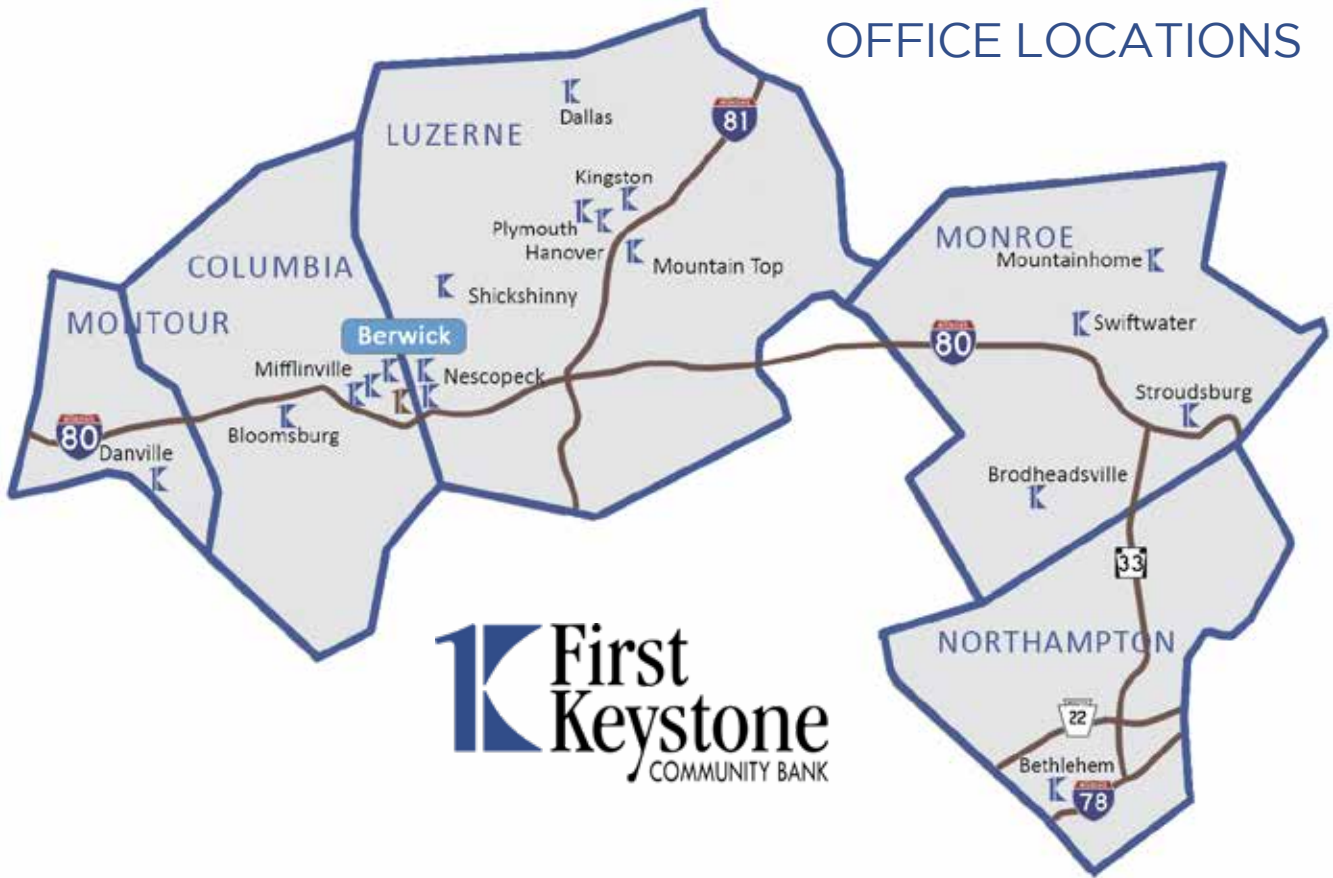 OFFICE LOCATIONS
Dallas
LUZERNE
81
Kingston
Plymouth
Hanover
Mountain Top
MONROE
Mountainhome
COLUMBIA
Shickshinny
MONTOUR
Swiftwater
Berwick
80
Mifflinville
Nescopeck
Stroudsburg
80
Bloomsburg
Danville
Brodheadsville
33
NORTHAMPTON
1K First
Keystone
COMMUNITY BANK
22
Bethlehem
78